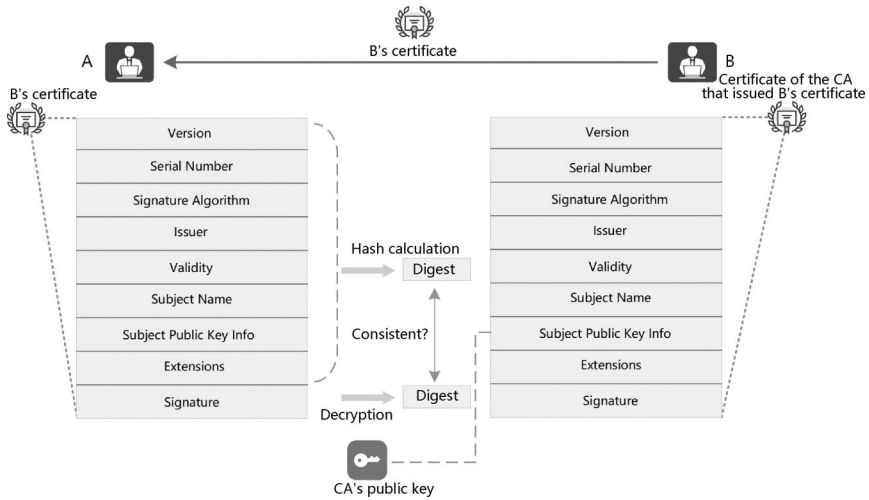 B's certificate
A
B
B's certificate
Certificate of the CA
that issued B's certificate
Version
Serial Number
Signature Algorithm
Issuer
Validity
Subject Name
Subject Public Key Info
Extensions
Signature
Hash calculation
Digest
Consistent?
Digest
Decryption
CA's public key
Version
Serial Number
Signature Algorithm
Issuer
Validity
Subject Name
Subject Public Key Info
Extensions
Signature